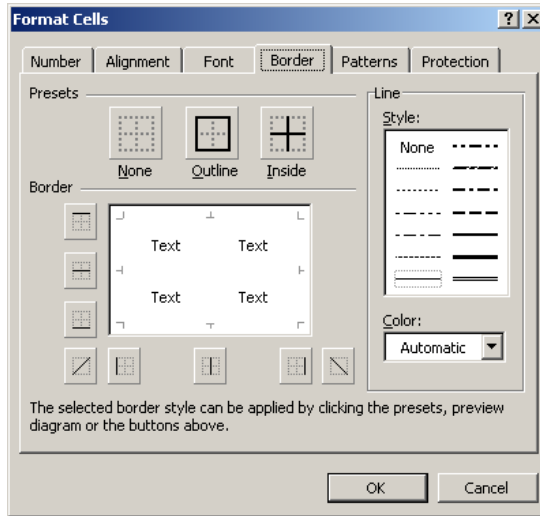 Format Cells
Number Alignment Font Border Patterns Protection
Presets
None Outline Inside
Line
Style:
None
Border
Text Text
Text Text
Color:
Automatic
The selected border style can be applied by clicking the presets, preview
diagram or the buttons above.
OK Cancel